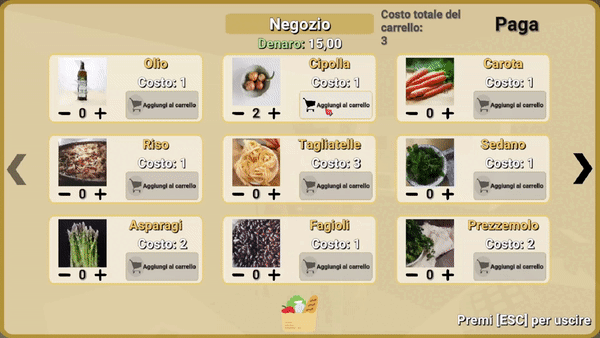 Negozio
Denaro: 15,00
Costo totale del
carrello:
3
Paga
Olio
Costo: 1
Aggiungi al carrello
0
Cipolla
Costo: 1
Aggiungi al carrello
2
Carota
Costo: 1
Aggiungi al carrello
0
Riso
Costo: 1
Aggiungi al carrello
0
Tagliatelle
Costo: 3
Aggiungi al carrello
0
Sedano
Costo: 1
Aggiungi al carrello
0
Asparagi
Costo: 2
Aggiungi al carrello
0
Fagioli
Costo: 1
Aggiungi al carrello
0
Prezzemolo
Costo: 2
Aggiungi al carrello
0
Premi [ESC] per uscire